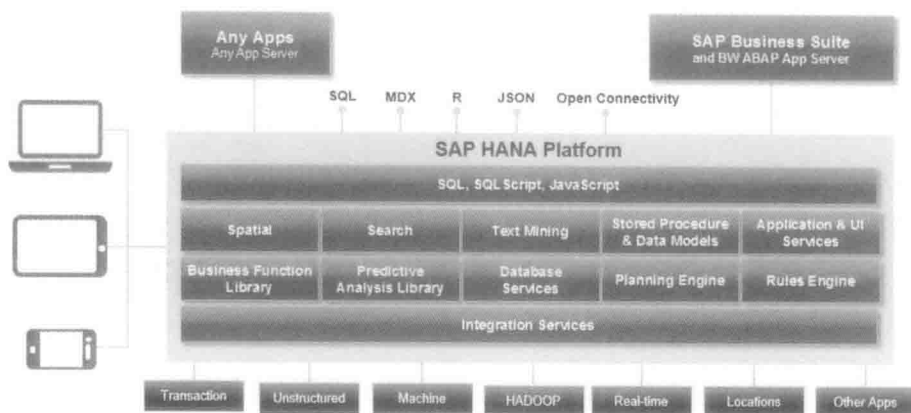 Any Apps
Any App Server
SAP Business Suite
and BW ABAP App Server
SQL MDX R JSON Open Connectivity
SAP HANA Platform
SQL, SQLScript, JavaScript
Spatial
Search
Text Mining
Stored Procedure
& Data Models
Application & UI
Services
Business Function
Library
Predictive
Analysis Library
Database
Services
Planning Engine
Rules Engine
Integration Services
Transaction
Unstructured
Machine
HADOOP
Real-time
Locations
Other Apps